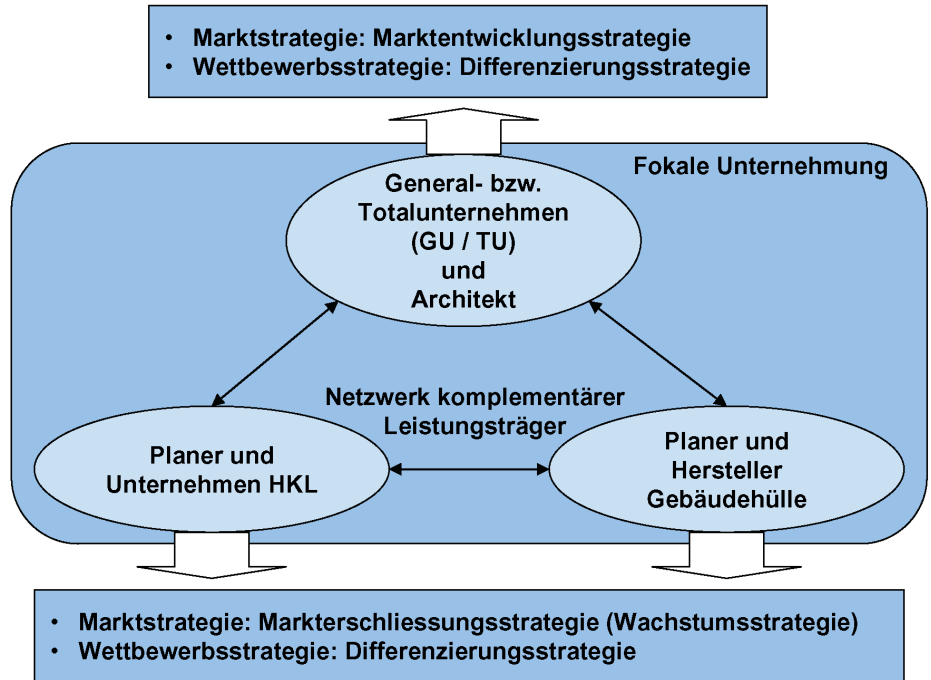 • Marktstrategie: Marktentwicklungsstrategie
• Wettbewerbsstrategie: Differenzierungsstrategie
Fokale Unternehmung
General- bzw.
Totalunternehmen
(GU / TU)
und
Architekt
Netzwerk komplementärer
Leistungsträger
Planer und
Unternehmen HKL
Planer und
Hersteller
Gebäudehülle
• Marktstrategie: Markterschliessungsstrategie (Wachstumsstrategie)
• Wettbewerbsstrategie: Differenzierungsstrategie